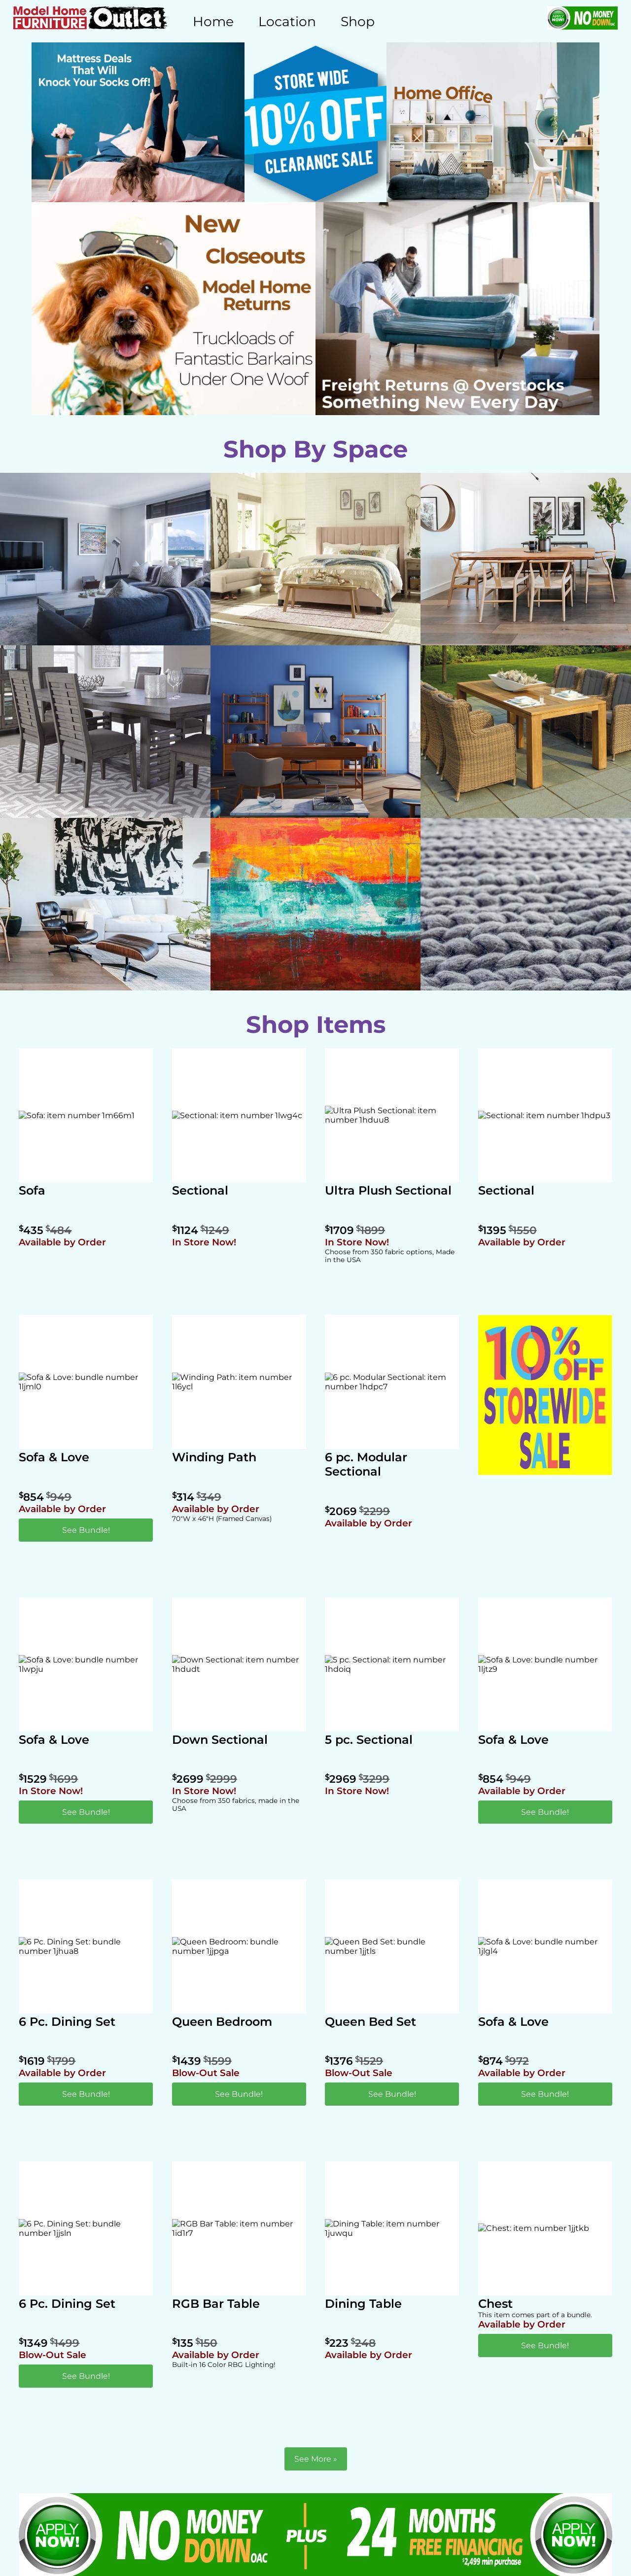 Model Home
FURNITURE
Outlet
Home
Location
Shop
APPLY
NOW!
NO
MONEY
DOWN OAC
Mattress Deals
That Will
Knock Your Socks Off!
STORE WIDE
10% OFF
CLEARANCE SALE
Home Office
New
Closeouts
Model Home
Returns
Truckloads of
Fantastic Barkains
Under One Woof
Freight Returns @ Overstocks
Something New Every Day
Shop By Space
Shop Items
Sofa: item number 1m66m1
Sofa
$435 $484
Available by Order
Sectional: item number 1lwg4c
Sectional
$1124 $1249
In Store Now!
Ultra Plush Sectional: item
number 1hduu8
Ultra Plush Sectional
$1709 $1899
In Store Now!
Choose from 350 fabric options, Made
in the USA
Sectional: item number 1hdpu3
Sectional
$1395 $1550
Available by Order
Sofa & Love: bundle number
1ljml0
Sofa & Love
$854 $949
Available by Order
See Bundle!
Winding Path: item number
1l6ycl
Winding Path
$314 $349
Available by Order
70"W x 46"H (Framed Canvas)
6 pc. Modular Sectional: item
number 1hdpc7
6 pc. Modular
Sectional
$2069 $2299
Available by Order
10% OFF
STOREWIDE
SALE
Sofa & Love: bundle number
1lwpju
Sofa & Love
$1529 $1699
In Store Now!
See Bundle!
Down Sectional: item number
1hdudt
Down Sectional
$2699 $2999
In Store Now!
Choose from 350 fabrics, made in the
USA
5 pc. Sectional: item number
1hdoiq
5 pc. Sectional
$2969 $3299
In Store Now!
Sofa & Love: bundle number
1ljtz9
Sofa & Love
$854 $949
Available by Order
See Bundle!
6 Pc. Dining Set: bundle
number 1jhua8
6 Pc. Dining Set
$1619 $1799
Available by Order
See Bundle!
Queen Bedroom: bundle
number 1jjpga
Queen Bedroom
$1439 $1599
Blow-Out Sale
See Bundle!
Queen Bed Set: bundle
number 1jjtls
Queen Bed Set
$1376 $1529
Blow-Out Sale
See Bundle!
Sofa & Love: bundle number
1jlgl4
Sofa & Love
$874 $972
Available by Order
See Bundle!
6 Pc. Dining Set: bundle
number 1jjsln
6 Pc. Dining Set
$1349 $1499
Blow-Out Sale
See Bundle!
RGB Bar Table: item number
1id1r7
RGB Bar Table
$135 $150
Available by Order
Built-in 16 Color RBG Lighting!
Dining Table: item number
1juwqu
Dining Table
$223 $248
Available by Order
Chest: item number 1jjtkb
Chest
This item comes part of a bundle.
Available by Order
See Bundle!
See More »
APPLY
NOW!
NO
MONEY
DOWN OAC
PLUS
24
MONTHS
FREE FINANCING
$2,499 min purchase
APPLY
NOW!